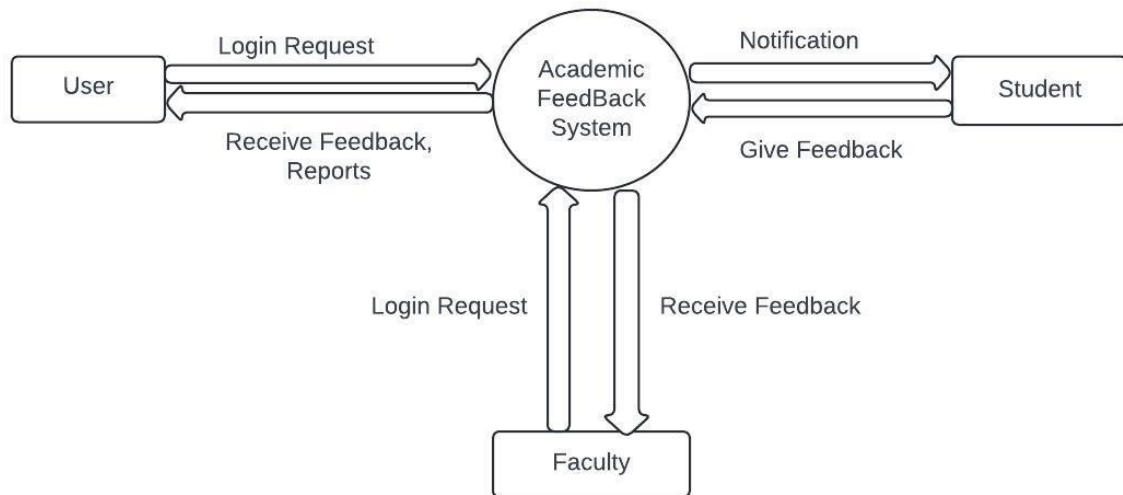 Login Request
User
Receive Feedback,
Reports
Academic
FeedBack
System
Notification
Student
Give Feedback
Login Request
Receive Feedback
Faculty